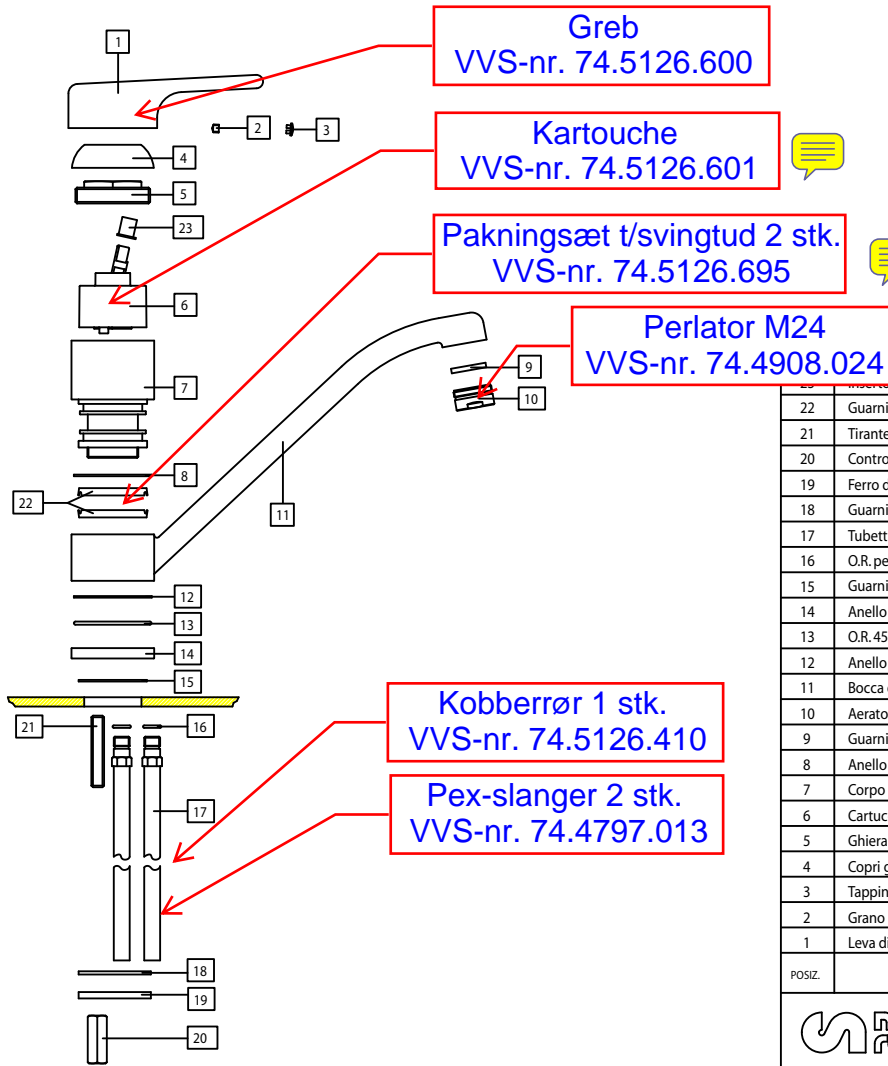 Greb
VVS-nr. 74.5126.600
Kartouche
VVS-nr. 74.5126.601
Pakningsæt t/svingtud 2 stk.
VVS-nr. 74.5126.695
Perlator M24
VVS-nr. 74.4908.024
Kobberrør 1 stk.
VVS-nr. 74.5126.410
Pex-slanger 2 stk.
VVS-nr. 74.4797.013
1
2
3
4
5
23
6
7
9
10
8
22
11
12
13
14
15
21
16
17
18
19
20
22 Guarni
21 Tirante
20 Contro
19 Ferro d
18 Guarni
17 Tubett
16 O.R. pe
15 Guarni
14 Anello
13 O.R. 45
12 Anello
11 Bocca
10 Aerato
9 Guarni
8 Anello
7 Corpo
6 Cartuc
5 Ghiera
4 Copri g
3 Tappin
2 Grano
1 Leva di
POSIZ.